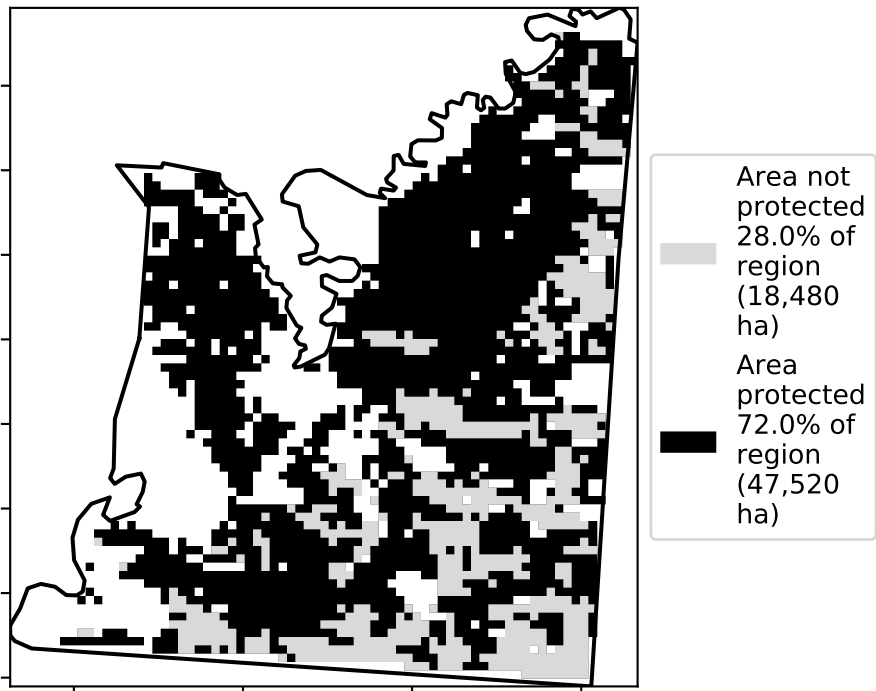 Area not
protected
28.0% of
region
(18,480
ha)
Area
protected
72.0% of
region
(47,520
ha)